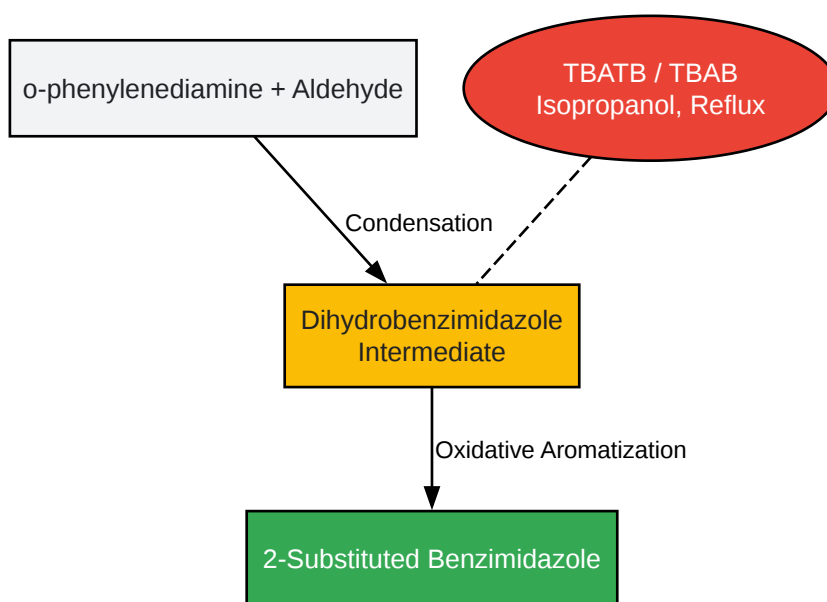 o-phenylenediamine + Aldehyde
TBATB / TBAB
Isopropanol, Reflux
Condensation
Dihydrobenzimidazole
Intermediate
Oxidative Aromatization
2-Substituted Benzimidazole